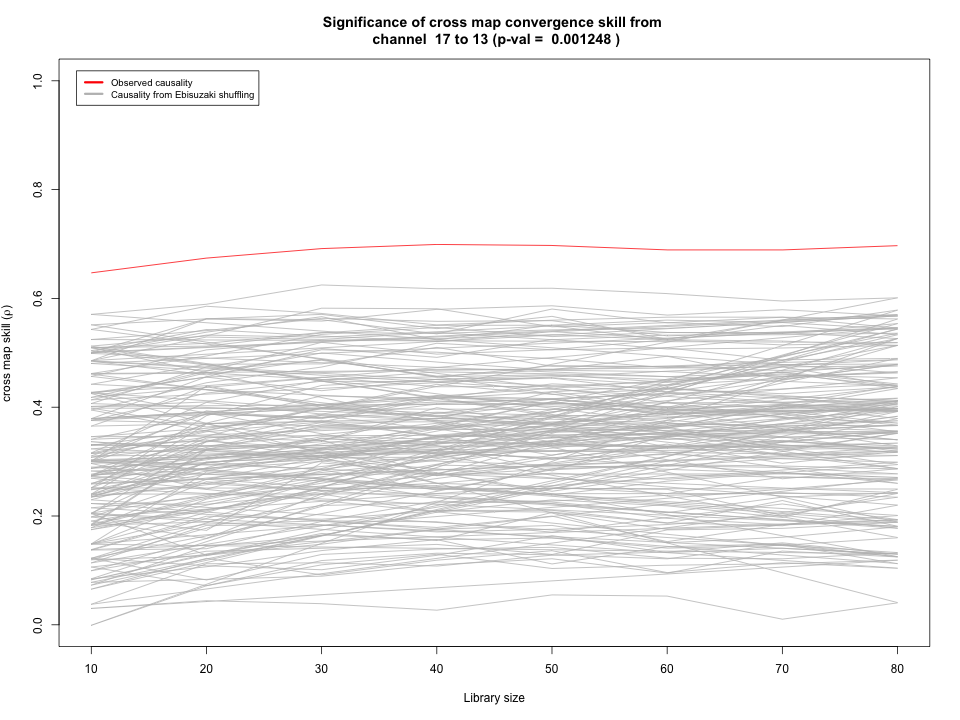 Significance of cross map convergence skill from
channel  17 to 13 (p-val =  0.001248 )
Observed causality
Causality from Ebisuzaki shuffling
cross map skill (ρ)
1.0
0.8
0.6
0.4
0.2
0.0
10 20 30 40 50 60 70 80
Library size